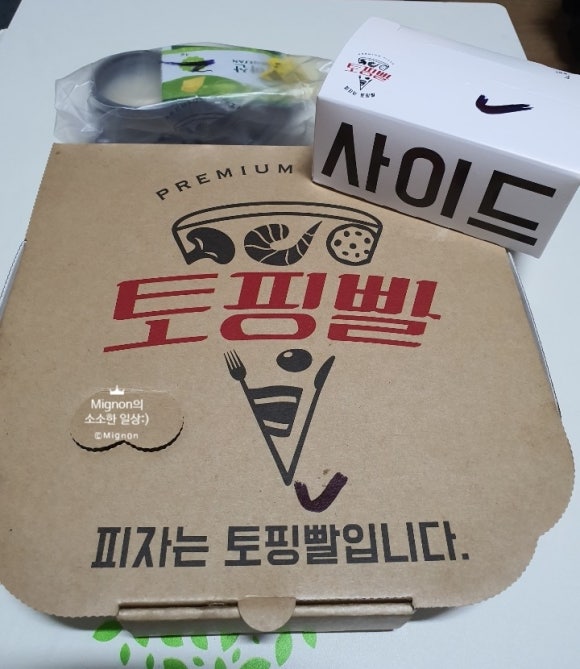 산
사이드
PREMIUM
토핑빨
Mignon의
소소한 일상:)
©Mignon
피자는 토핑빨입니다.